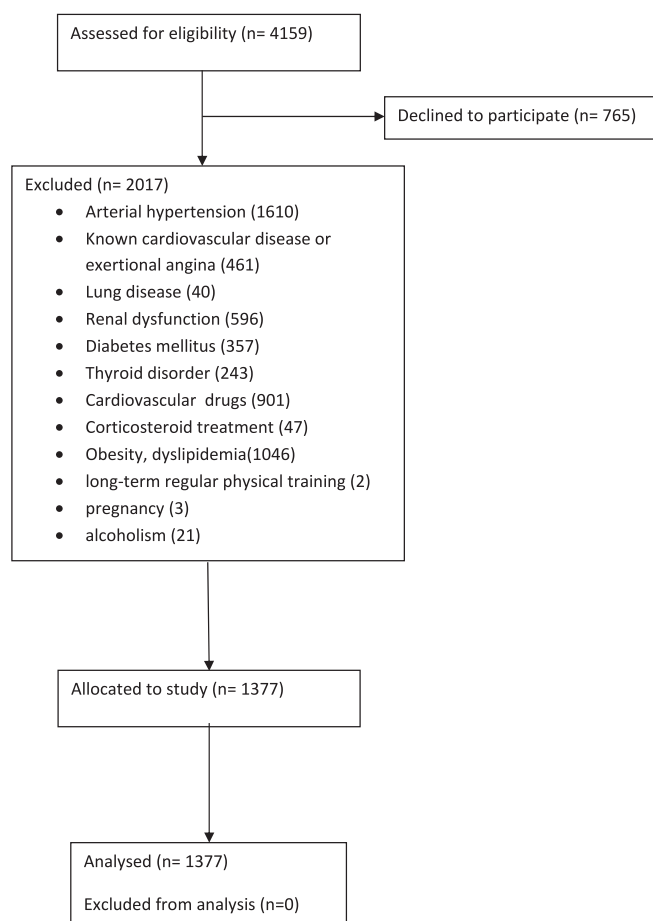 Assessed for eligibility (n= 4159)
Declined to participate (n= 765)
Excluded (n= 2017)
• Arterial hypertension (1610)
• Known cardiovascular disease or
exertional angina (461)
• Lung disease (40)
• Renal dysfunction (596)
• Diabetes mellitus (357)
• Thyroid disorder (243)
• Cardiovascular drugs (901)
• Corticosteroid treatment (47)
• Obesity, dyslipidemia(1046)
• long-term regular physical training (2)
• pregnancy (3)
• alcoholism (21)
Allocated to study (n= 1377)
Analysed (n= 1377)
Excluded from analysis (n=0)